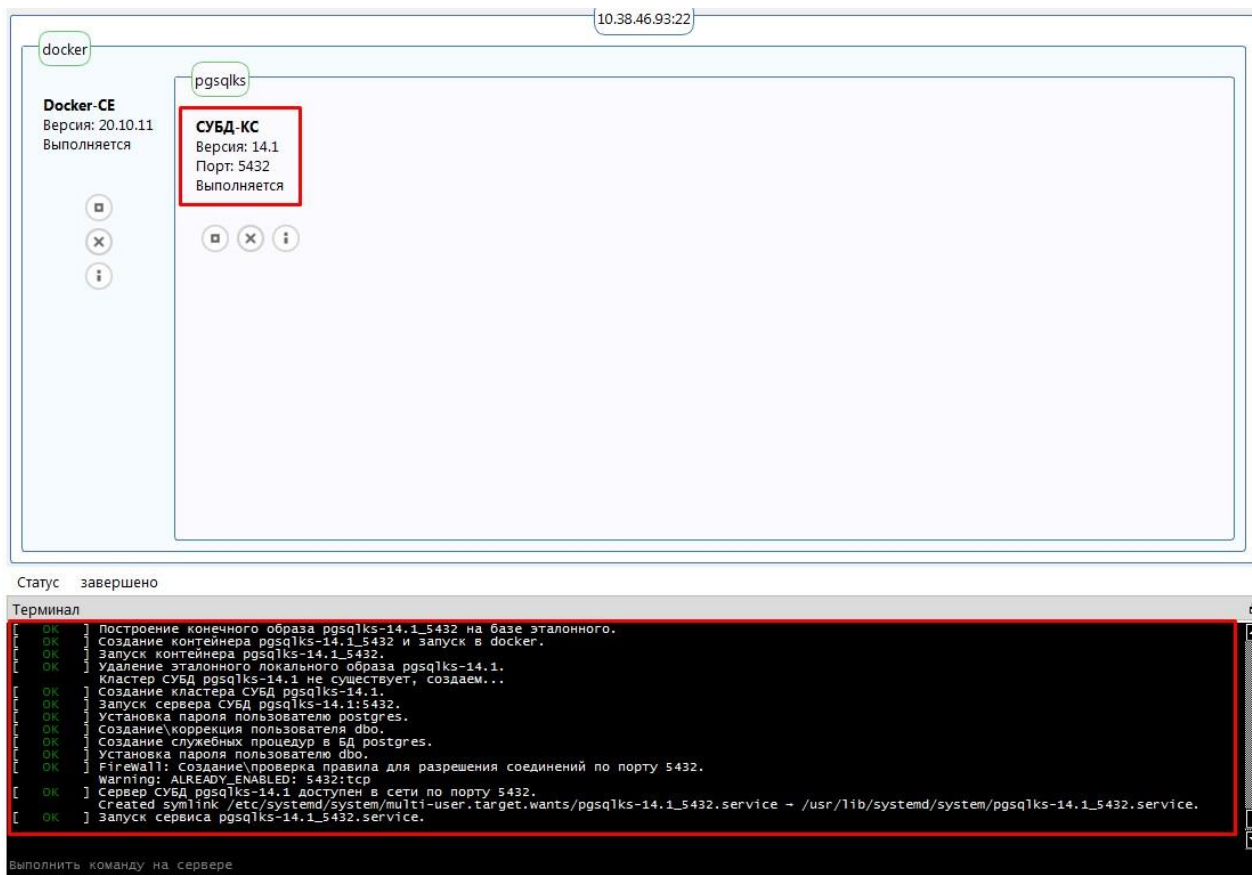 10.38.46.93:22
docker
pgsqlks
Docker-CE
Версия: 20.10.11
Выполняется
СУБД-КС
Версия: 14.1
Порт: 5432
Выполняется
Статус завершено
Терминал
[ OK ] Построение конечного образа pgsqlks-14.1_5432 на базе эталонного.
[ OK ] Создание контейнера pgsqlks-14.1_5432 и запуск в docker.
[ OK ] Запуск контейнера pgsqlks-14.1_5432.
[ OK ] Удаление эталонного локального образа pgsqlks-14.1.
Кластер СУБД pgsqlks-14.1 не существует, создаем...
[ OK ] Создание кластера СУБД pgsqlks-14.1.
[ OK ] Запуск сервера СУБД pgsqlks-14.1:5432.
[ OK ] Установка пароля пользователю postgres.
[ OK ] Создание\коррекция пользователя dbo.
[ OK ] Создание служебных процедур в БД postgres.
[ OK ] Установка пароля пользователю dbo.
[ OK ] FireWall: Создание\проверка правила для разрешения соединений по порту 5432.
Warning: ALREADY_ENABLED: 5432:tcp
[ OK ] Сервер СУБД pgsqlks-14.1 доступен в сети по порту 5432.
Created symlink /etc/systemd/system/multi-user.target.wants/pgsqlks-14.1_5432.service → /usr/lib/systemd/system/pgsqlks-14.1_5432.service.
[ OK ] Запуск сервиса pgsqlks-14.1_5432.service.
Выполнить команду на сервере